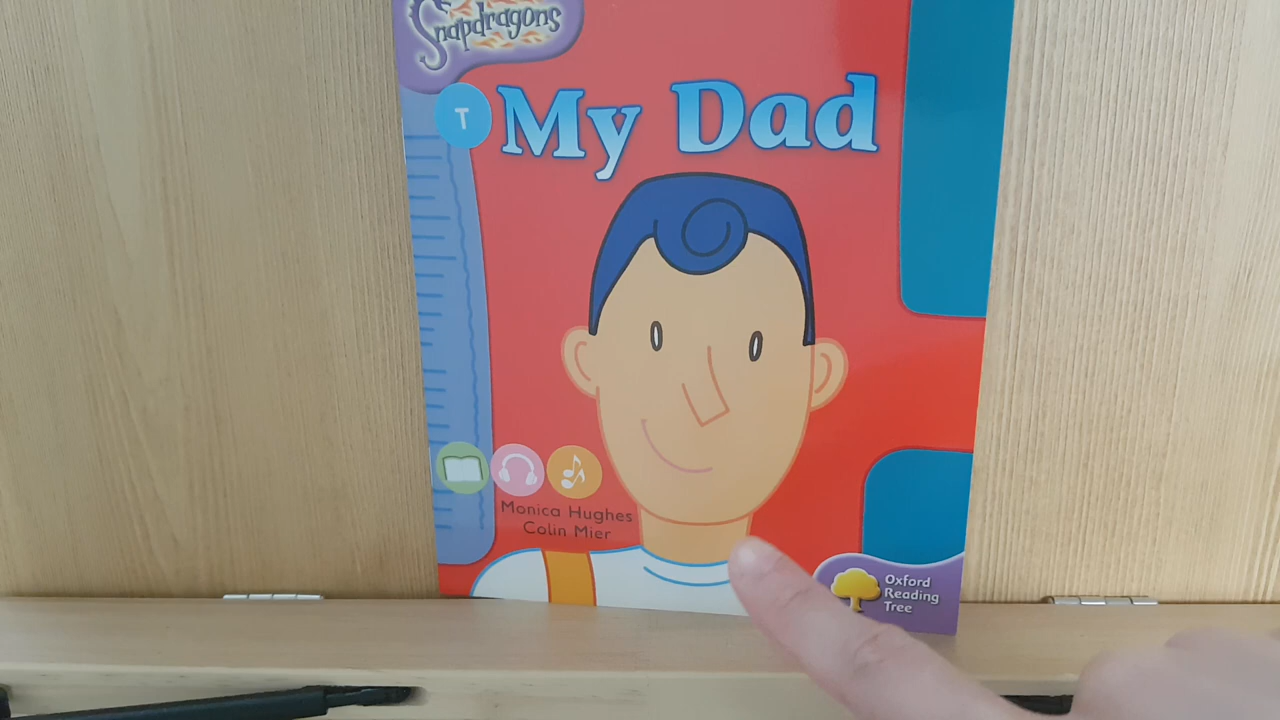 Snapdragons
T
My Dad
Monica Hughes
Colin Mier
Oxford
Reading
Tree